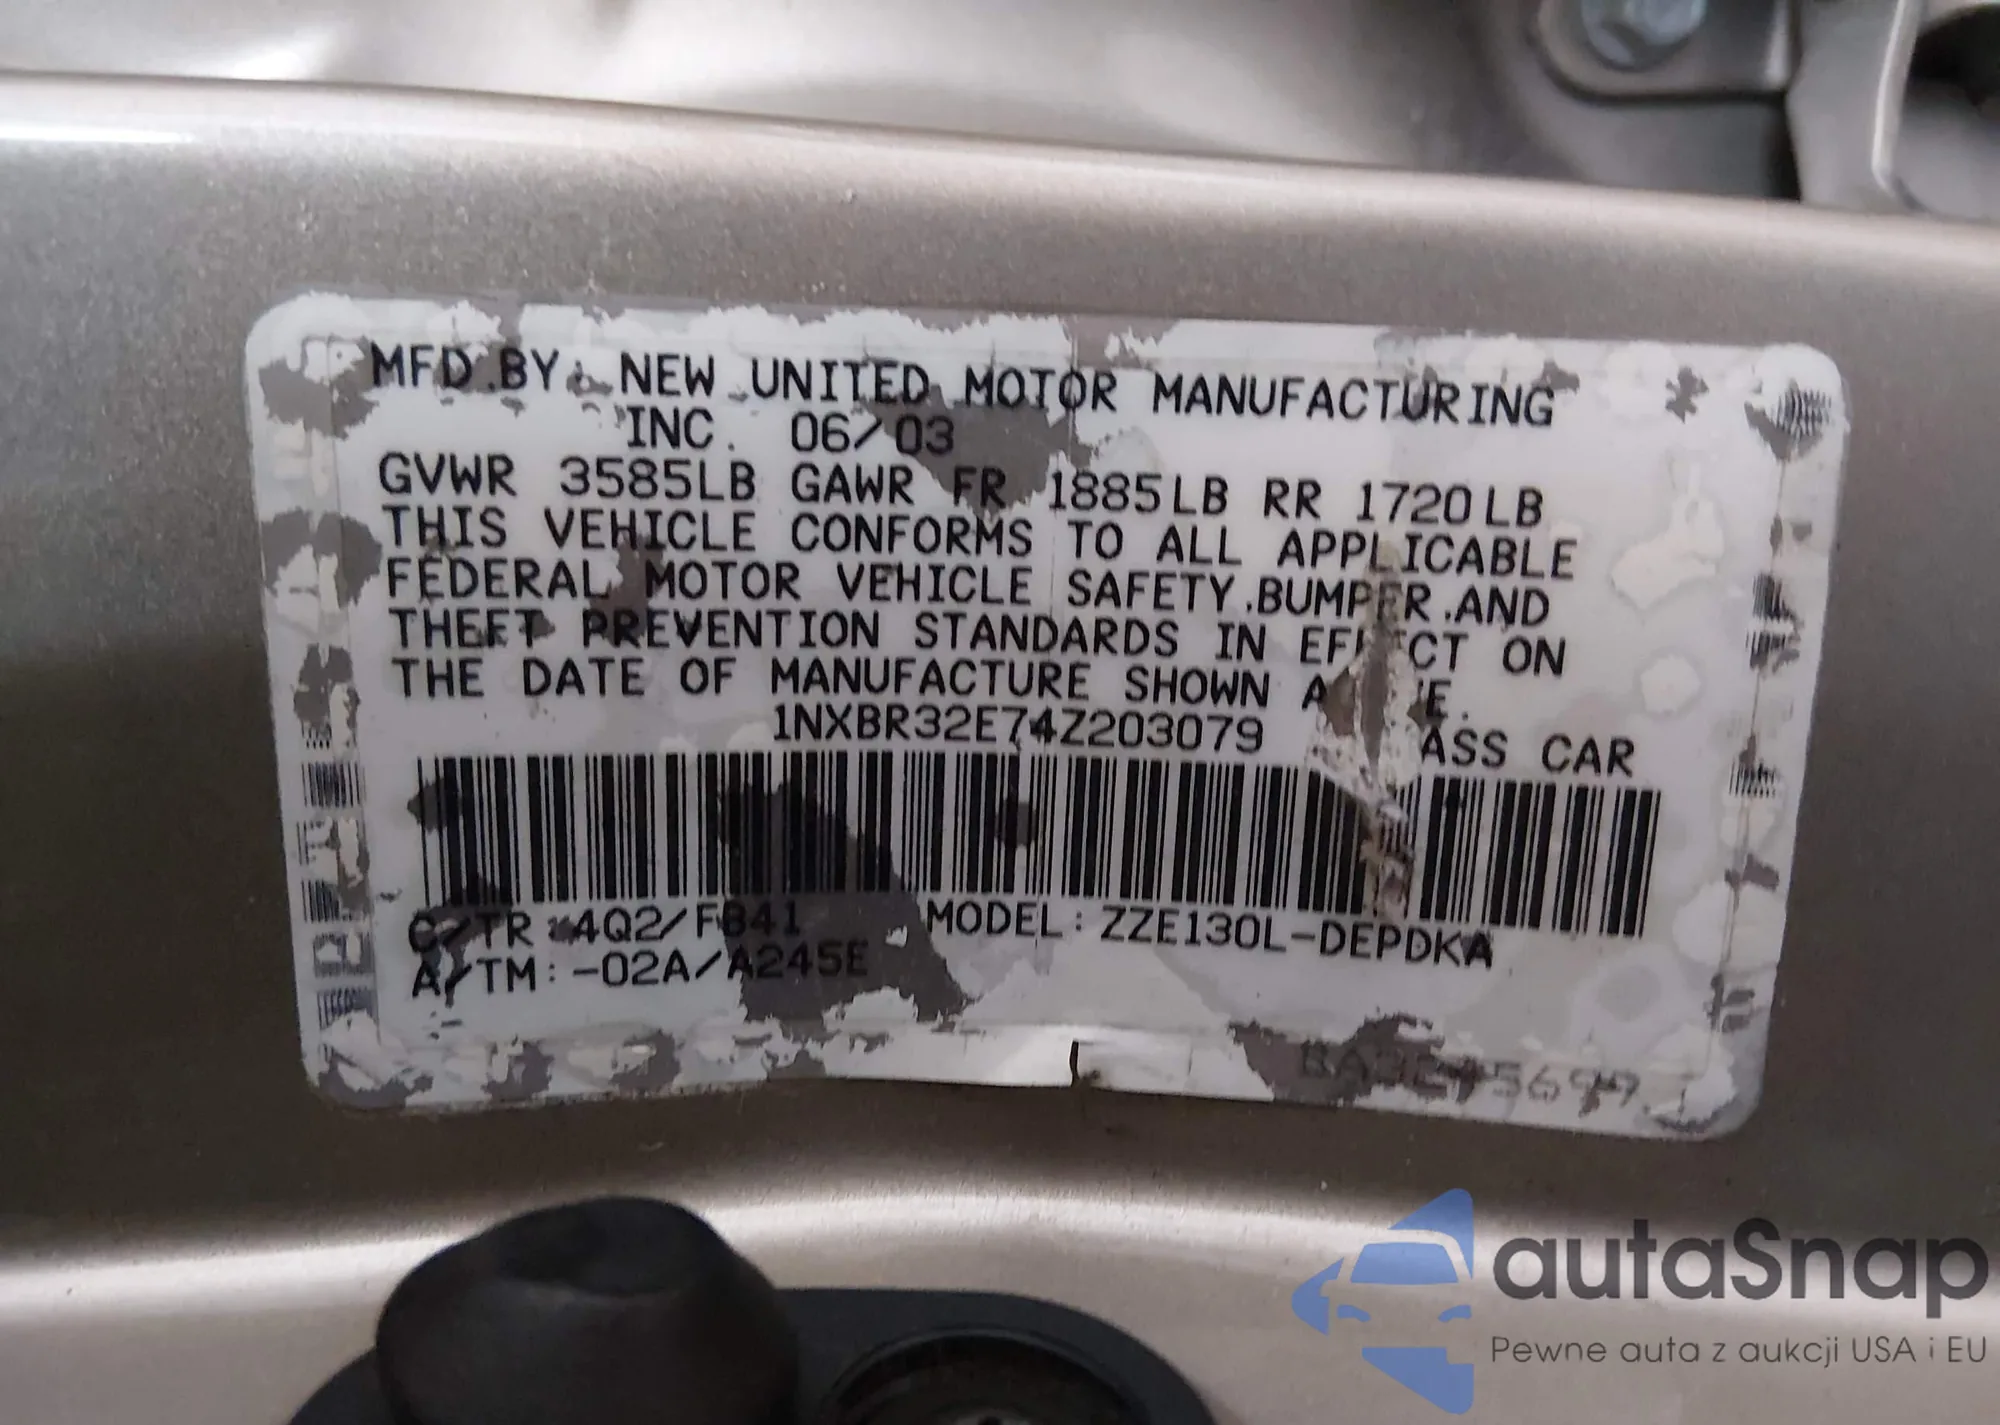 MFD.BY: NEW UNITED MOTOR MANUFACTURING
INC. 06/03
GVWR 3585LB GAWR FR 1885LB RR 1720LB
THIS VEHICLE CONFORMS TO ALL APPLICABLE
FEDERAL MOTOR VEHICLE SAFETY,BUMPER,AND
THEFT PREVENTION STANDARDS IN EFFECT ON
THE DATE OF MANUFACTURE SHOWN
1NXBR32E74Z203079 ASS CAR
C/TR:4Q2/FB41 MODEL:ZZE130L-DEPDKA
A/TM:-02A/A245E
autaSnap
Pewne auta z aukcji USA i EU